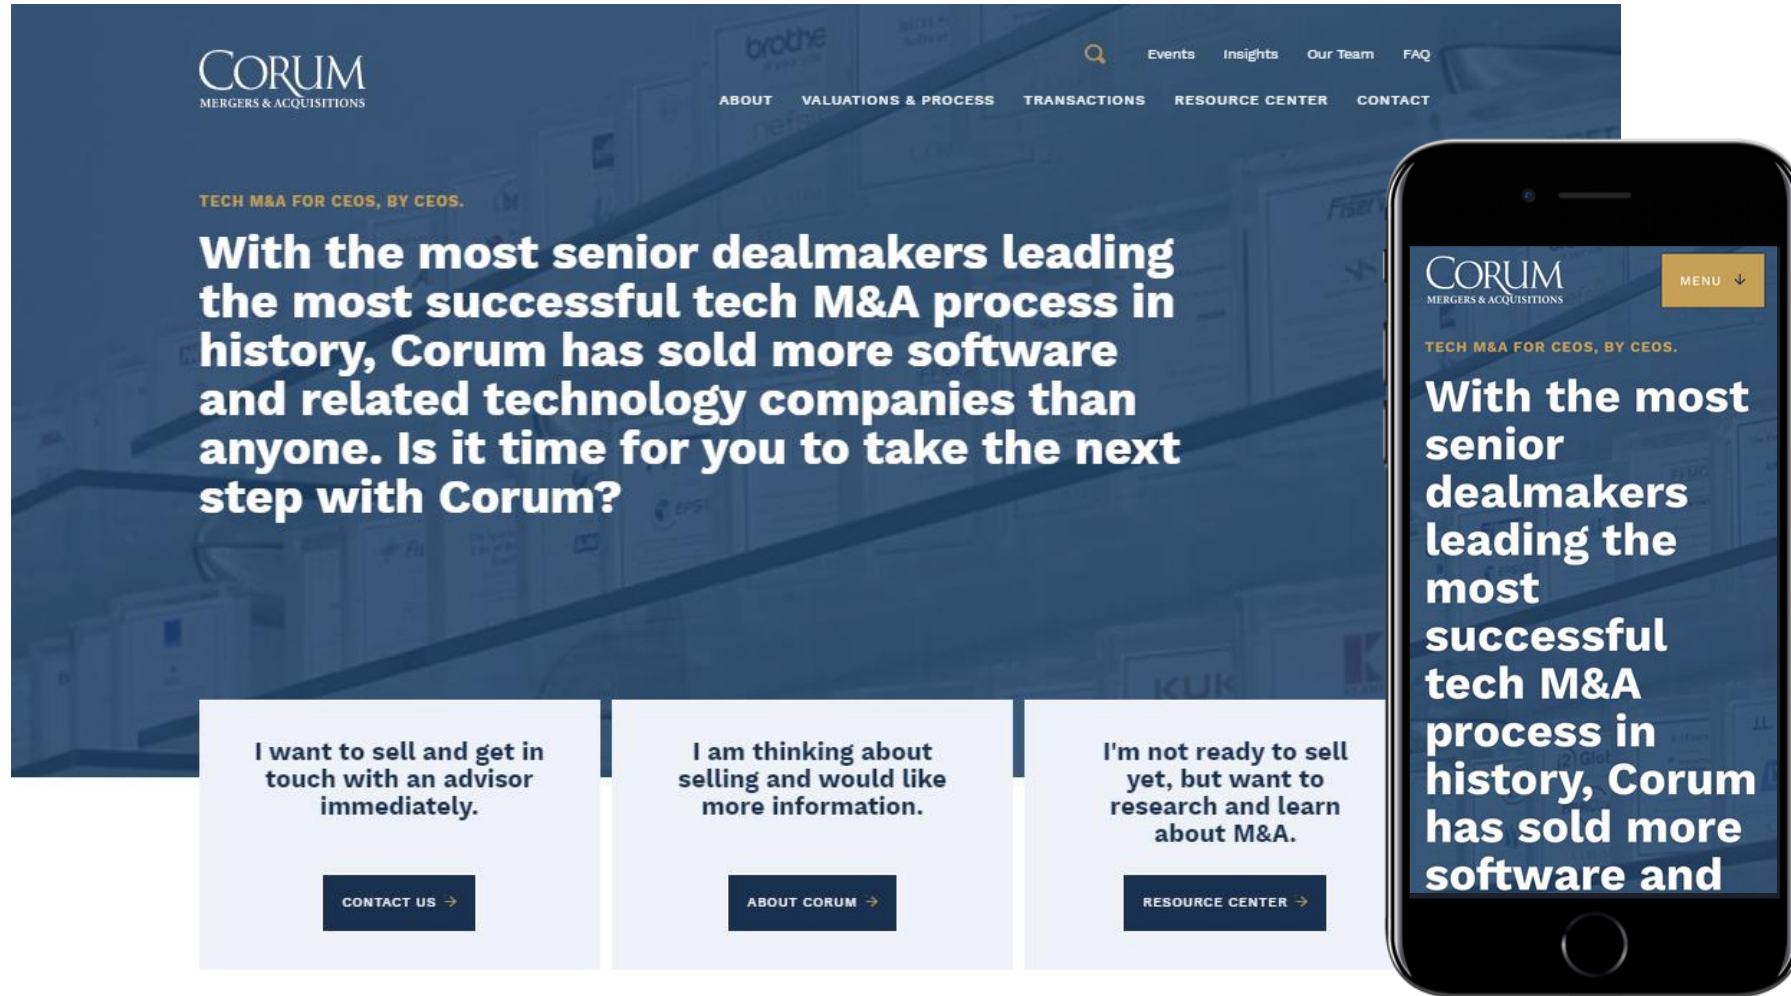 CORUM
MERGERS & ACQUISITIONS
Events Insights Our Team FAQ
ABOUT VALUATIONS & PROCESS TRANSACTIONS RESOURCE CENTER CONTACT
brothe
Fiserv
TECH M&A FOR CEOS, BY CEOS.
With the most senior dealmakers leading
the most successful tech M&A process in
history, Corum has sold more software
and related technology companies than
anyone. Is it time for you to take the next
step with Corum?
EPSI
KUK
I want to sell and get in
touch with an advisor
immediately.
CONTACT US →
I am thinking about
selling and would like
more information.
ABOUT CORUM →
I'm not ready to sell
yet, but want to
research and learn
about M&A.
RESOURCE CENTER →
CORUM
MERGERS & ACQUISITIONS
MENU ↓
TECH M&A FOR CEOS, BY CEOS.
With the most
senior
dealmakers
leading the
most
successful
tech M&A
process in
history, Corum
has sold more
software and